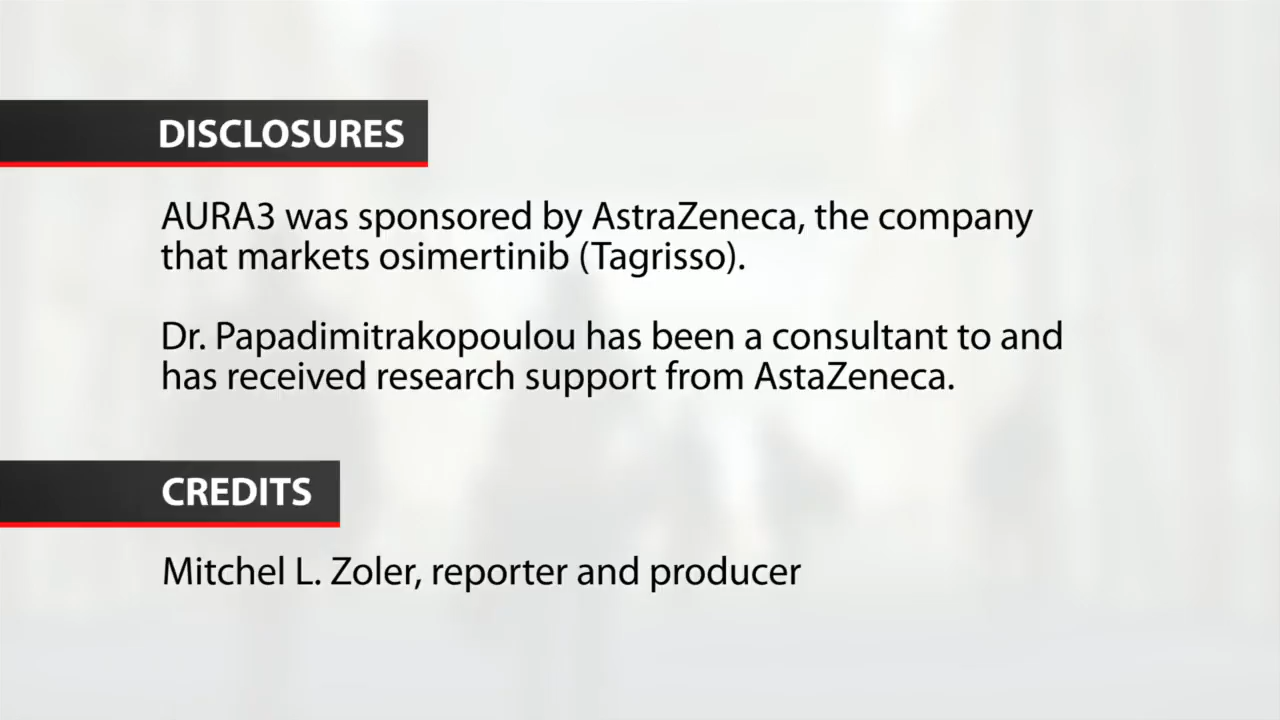 DISCLOSURES
AURA3 was sponsored by AstraZeneca, the company
that markets osimertinib (Tagrisso).
Dr. Papadimitrakopoulou has been a consultant to and
has received research support from AstaZeneca.
CREDITS
Mitchel L. Zoler, reporter and producer